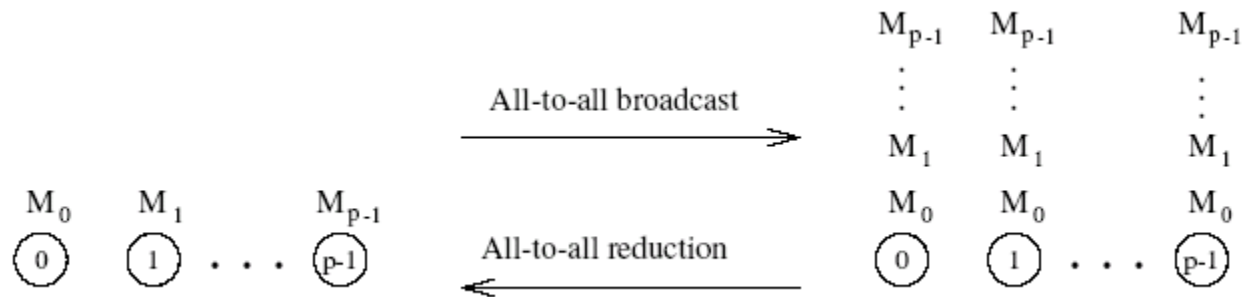 M_{p-1} M_{p-1} M_{p-1}
All-to-all broadcast
M_1 M_1 M_1
M_0 M_1 M_{p-1} M_0 M_0 M_0
All-to-all reduction
0 1 . . . p-1 0 1 . . . p-1